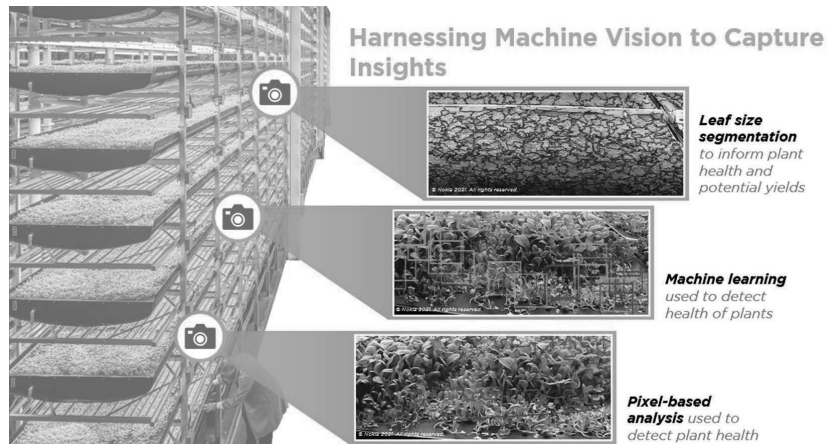 Harnessing Machine Vision to Capture
Insights
Leaf size
segmentation
to inform plant
health and
potential yields
© Nokia 2021. All rights reserved.
Machine learning
used to detect
health of plants
© Nokia 2021. All rights reserved.
Pixel-based
analysis used to
detect plant health
© Nokia 2021. All rights reserved.